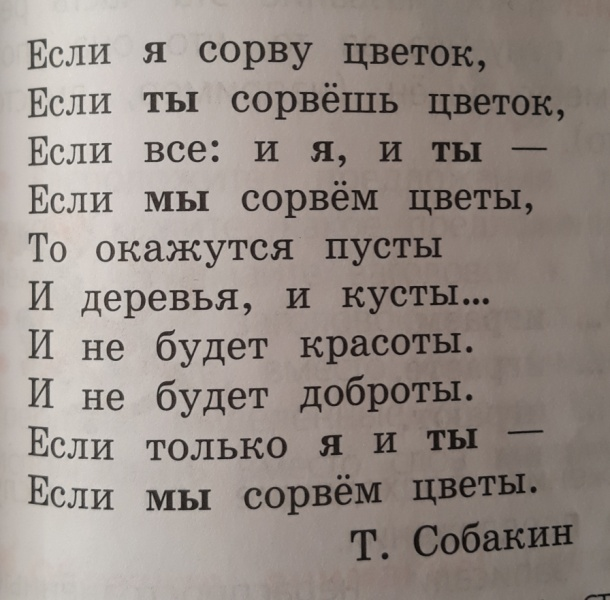 Если я сорву цветок,
Если ты сорвёшь цветок,
Если все: и я, и ты —
Если мы сорвём цветы,
То окажутся пусты
И деревья, и кусты...
И не будет красоты.
И не будет доброты.
Если только я и ты —
Если мы сорвём цветы.
Т. Собакин